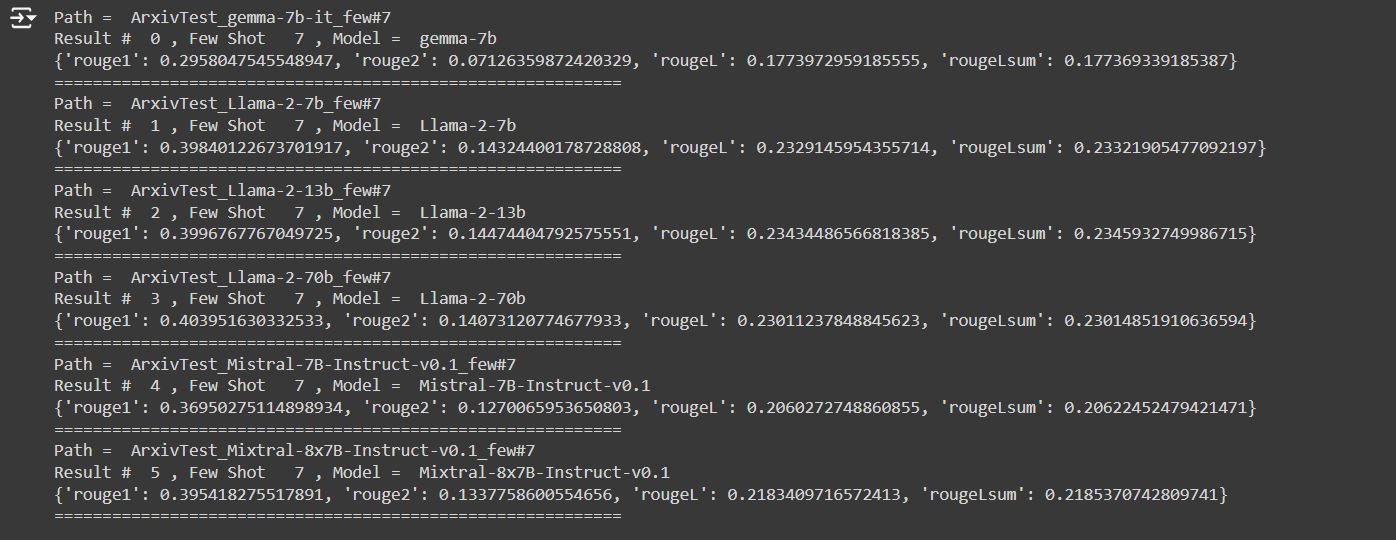 Path =  ArxivTest_gemma-7b-it_few#7
Result #  0 , Few Shot   7 , Model =  gemma-7b
{'rouge1': 0.2958047545548947, 'rouge2': 0.07126359872420329, 'rougeL': 0.1773972959185555, 'rougeLsum': 0.177369339185387}
===========================================================
Path =  ArxivTest_Llama-2-7b_few#7
Result #  1 , Few Shot   7 , Model =  Llama-2-7b
{'rouge1': 0.39840122673701917, 'rouge2': 0.14324400178728808, 'rougeL': 0.2329145954355714, 'rougeLsum': 0.23321905477092197}
===========================================================
Path =  ArxivTest_Llama-2-13b_few#7
Result #  2 , Few Shot   7 , Model =  Llama-2-13b
{'rouge1': 0.3996767767049725, 'rouge2': 0.14474404792575551, 'rougeL': 0.23434486566818385, 'rougeLsum': 0.2345932749986715}
===========================================================
Path =  ArxivTest_Llama-2-70b_few#7
Result #  3 , Few Shot   7 , Model =  Llama-2-70b
{'rouge1': 0.403951630332533, 'rouge2': 0.14073120774677933, 'rougeL': 0.23011237848845623, 'rougeLsum': 0.23014851910636594}
===========================================================
Path =  ArxivTest_Mistral-7B-Instruct-v0.1_few#7
Result #  4 , Few Shot   7 , Model =  Mistral-7B-Instruct-v0.1
{'rouge1': 0.36950275114898934, 'rouge2': 0.1270065953650803, 'rougeL': 0.2060272748860855, 'rougeLsum': 0.20622452479421471}
===========================================================
Path =  ArxivTest_Mixtral-8x7B-Instruct-v0.1_few#7
Result #  5 , Few Shot   7 , Model =  Mixtral-8x7B-Instruct-v0.1
{'rouge1': 0.395418275517891, 'rouge2': 0.1337758600554656, 'rougeL': 0.2183409716572413, 'rougeLsum': 0.2185370742809741}
===========================================================